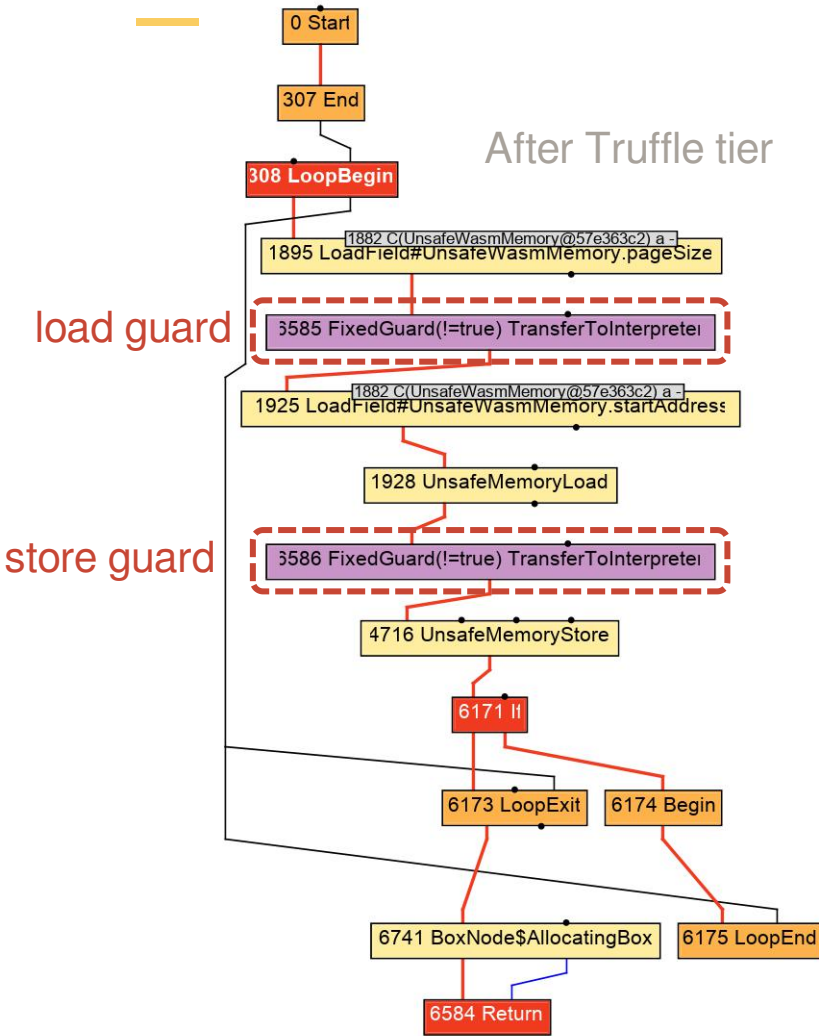 0 Start
307 End
After Truffle tier
308 LoopBegin
1882 C(UnsafeWasmMemory@57e363c2) a -
1895 LoadField#UnsafeWasmMemory.pageSize
load guard
6585 FixedGuard(!=true) TransferToInterpreter
1882 C(UnsafeWasmMemory@57e363c2) a -
1925 LoadField#UnsafeWasmMemory.startAddress
1928 UnsafeMemoryLoad
store guard
6586 FixedGuard(!=true) TransferToInterpreter
4716 UnsafeMemoryStore
6171 If
6173 LoopExit
6174 Begin
6741 BoxNode$AllocatingBox
6175 LoopEnd
6584 Return